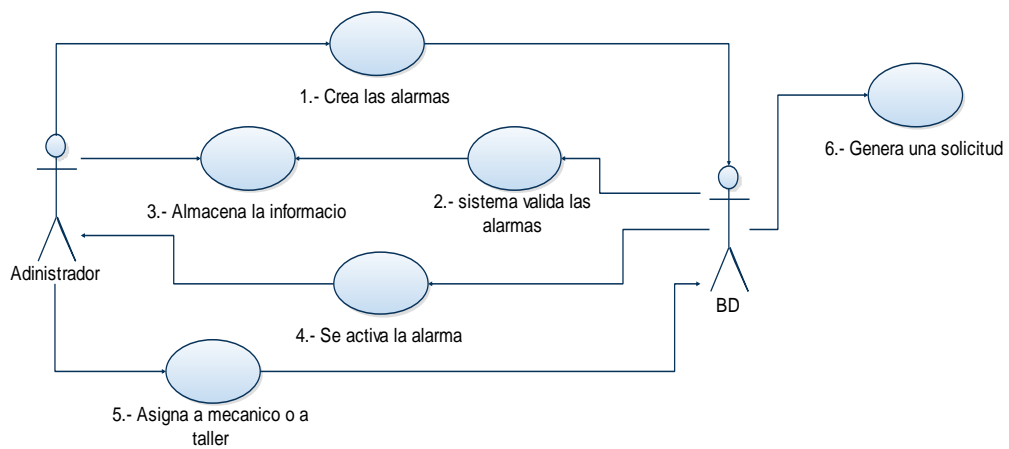 1.- Crea las alarmas
6.- Genera una solicitud
3.- Almacena la informacio
2.- sistema valida las
alarmas
Adinistrador
BD
4.- Se activa la alarma
5.- Asigna a mecanico o a
taller